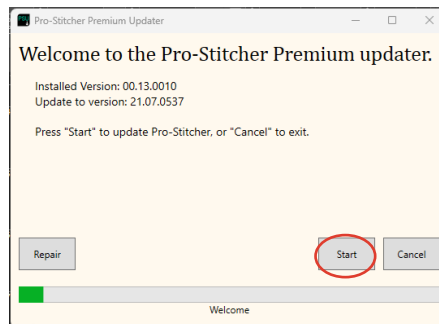 Pro-Stitcher Premium Updater
Welcome to the Pro-Stitcher Premium updater.
Installed Version: 00.13.0010
Update to version: 21.07.0537
Press "Start" to update Pro-Stitcher, or "Cancel" to exit.
Repair
Start
Cancel
Welcome